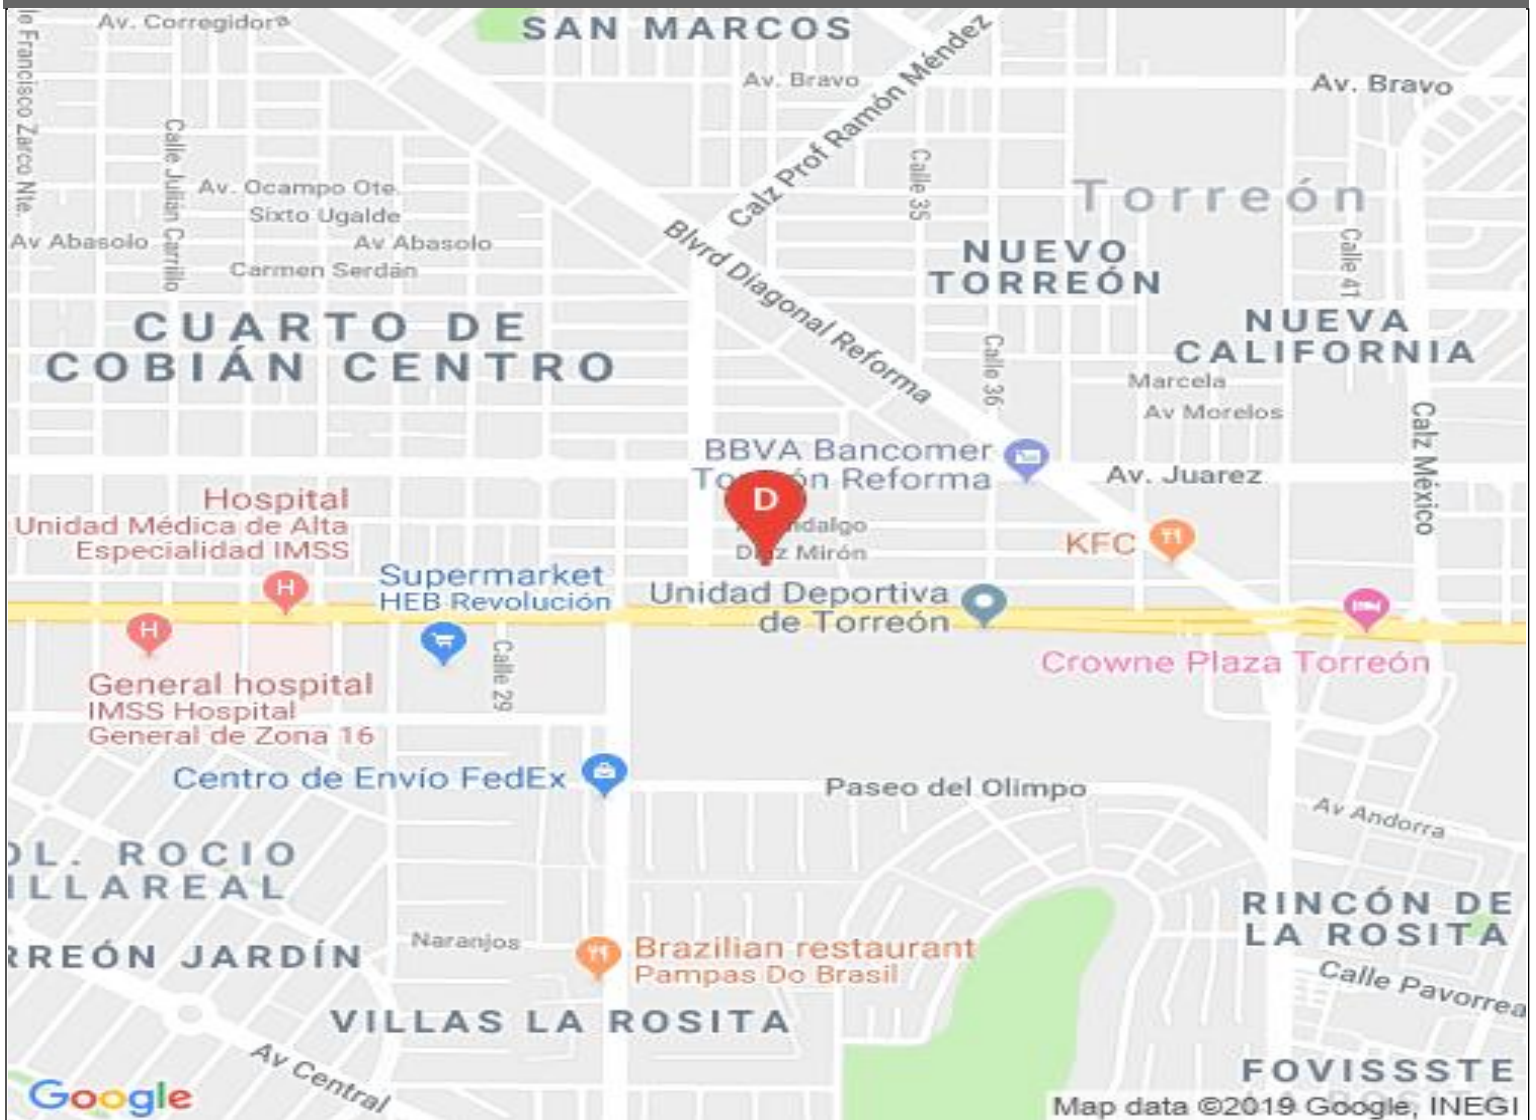 Av. Corregidora
SAN MARCOS
Av. Bravo
Av. Bravo
Francisco Zarco Nte.
Calle Julián Carrillo
Calz Prof Ramón Méndez
Calle 35
Torreón
Av. Ocampo Ote.
Sixto Ugalde
Av Abasolo
Av Abasolo
Carmen Serdán
Blvrd Diagonal Reforma
NUEVO
TORREÓN
Calle 41
CUARTO DE
COBIÁN CENTRO
NUEVA
CALIFORNIA
Calle 36
Marcela
Av Morelos
Calz México
BBVA Bancomer
Reforma
Av. Juarez
D
Hospital
Unidad Médica de Alta
Especialidad IMSS
H
Mirón
KFC
Supermarket
HEB Revolución
Unidad Deportiva
de Torreón
H
Calle 29
Crowne Plaza Torreón
General hospital
IMSS Hospital
General de Zona 16
Centro de Envío FedEx
Paseo del Olimpo
Av Andorra
ROCIO
RINCÓN DE
LA ROSITA
JARDÍN
Naranjos
Brazilian restaurant
Pampas Do Brasil
Calle Pavorrea
VILLAS LA ROSITA
Av Central
FOVISSSTE
Google
Map data ©2019 Google, INEGI